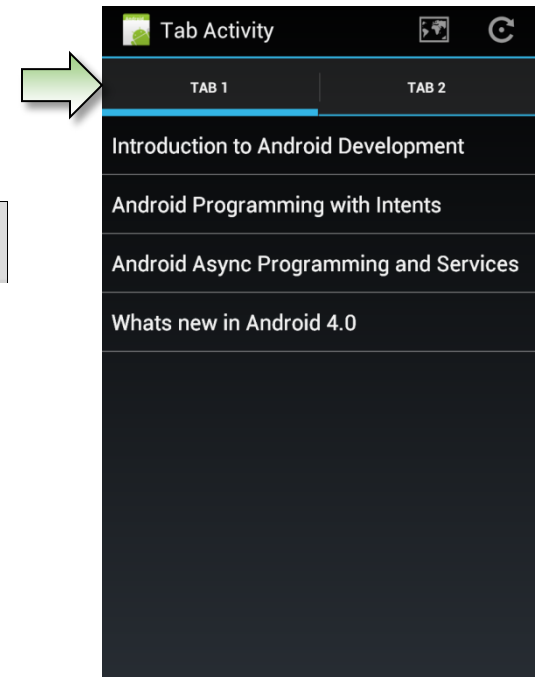 Tab Activity
TAB 1 TAB 2
Introduction to Android Development
Android Programming with Intents
Android Async Programming and Services
Whats new in Android 4.0